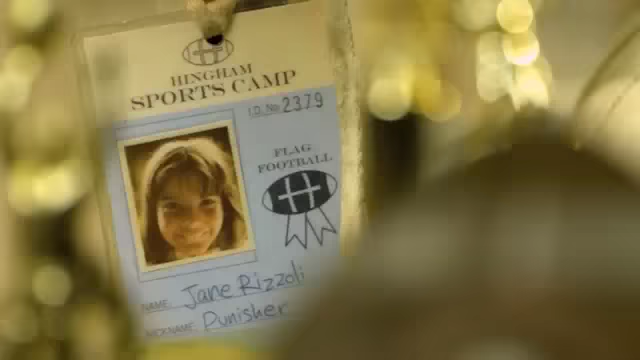 HINGHAM
SPORTS CAMP
I.D. No 2379
FLAG
FOOTBALL
H
NAME: Jane Rizzoli
NICKNAME: Punisher